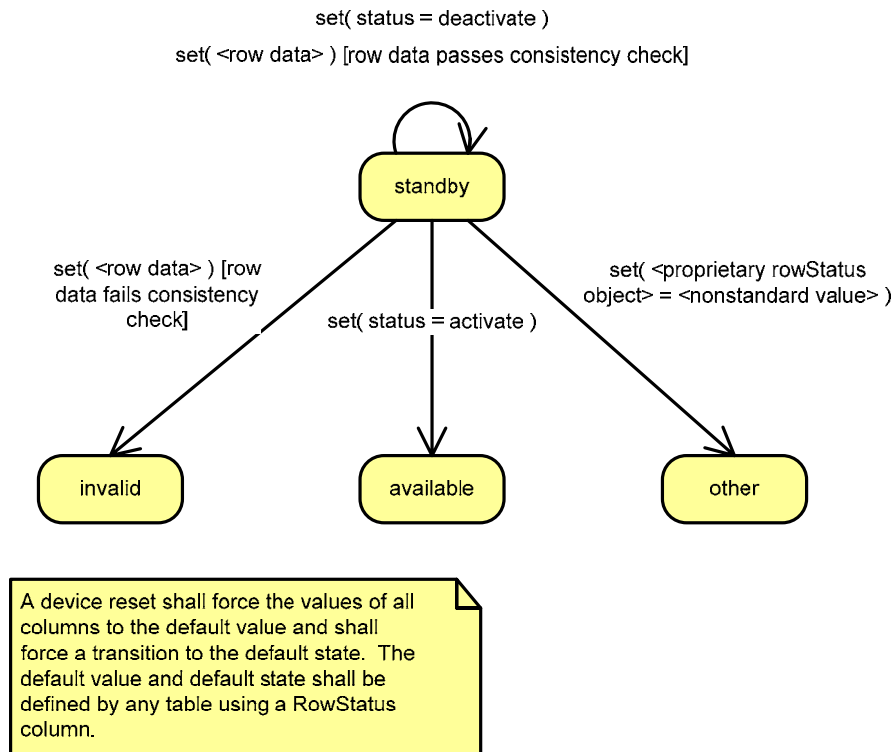 set( status = deactivate )
set( <row data> ) [row data passes consistency check]
standby
set( <row data> ) [row
data fails consistency
check]
set( status = activate )
set( <proprietary rowStatus
object> = <nonstandard value> )
invalid
available
other
A device reset shall force the values of all
columns to the default value and shall
force a transition to the default state.  The
default value and default state shall be
defined by any table using a RowStatus
column.